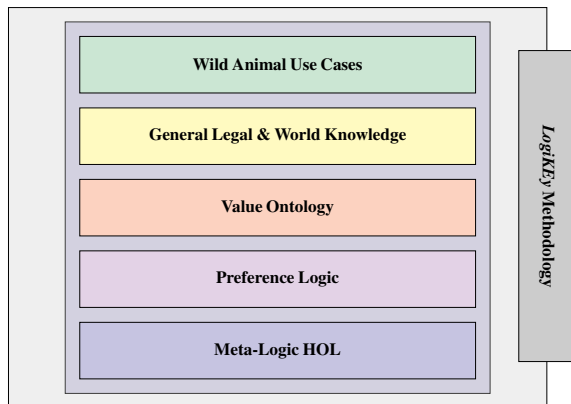 Wild Animal Use Cases
General Legal & World Knowledge
Value Ontology
Preference Logic
Meta-Logic HOL
LogiKEy Methodology